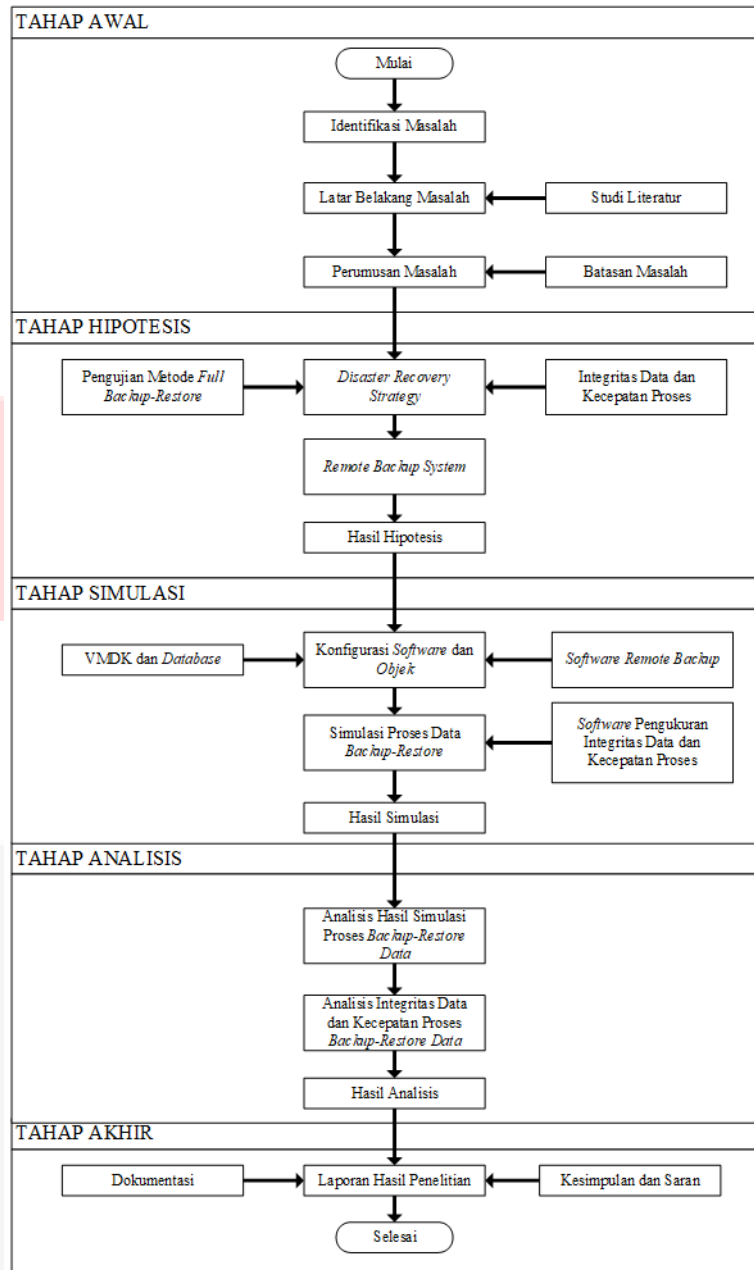 TAHAP AWAL
Mulai
Identifikasi Masalah
Latar Belakang Masalah
Studi Literatur
Perumusan Masalah
Batasan Masalah
TAHAP HIPOTESIS
Pengujian Metode Full
Backup-Restore
Disaster Recovery
Strategy
Integritas Data dan
Kecepatan Proses
Remote Backup System
Hasil Hipotesis
TAHAP SIMULASI
VMDK dan Database
Konfigurasi Software dan
Objek
Software Remote Backup
Simulasi Proses Data
Backup-Restore
Software Pengukuran
Integritas Data dan
Kecepatan Proses
Hasil Simulasi
TAHAP ANALISIS
Analisis Hasil Simulasi
Proses Backup-Restore
Data
Analisis Integritas Data
dan Kecepatan Proses
Backup-Restore Data
Hasil Analisis
TAHAP AKHIR
Dokumentasi
Laporan Hasil Penelitian
Kesimpulan dan Saran
Selesai